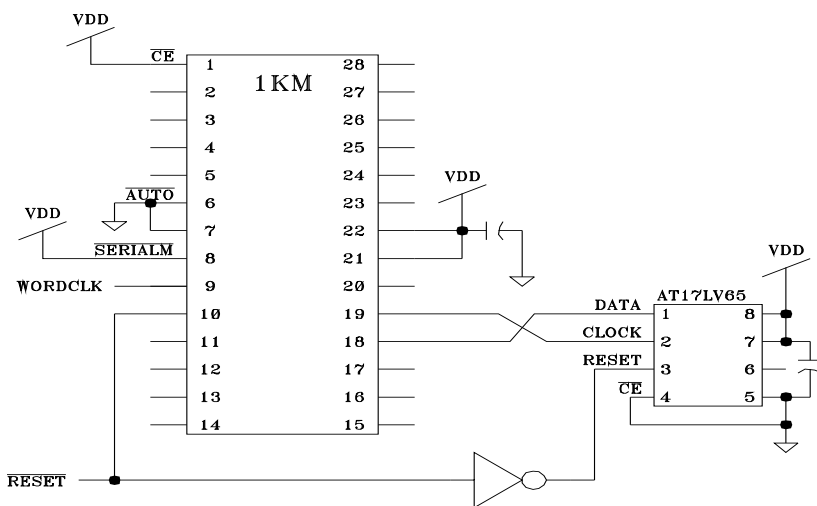 VDD
CE
1KM
1 28
2 27
3 26
4 25
5 24
AUTO
6 23
VDD
7 22
VDD
SERIALM
8 21
WORDCLK
9 20
10 19
11 18
12 17
13 16
14 15
VDD
AT17LV65
DATA
1 8
CLOCK
2 7
RESET
3 6
CE
4 5
RESET